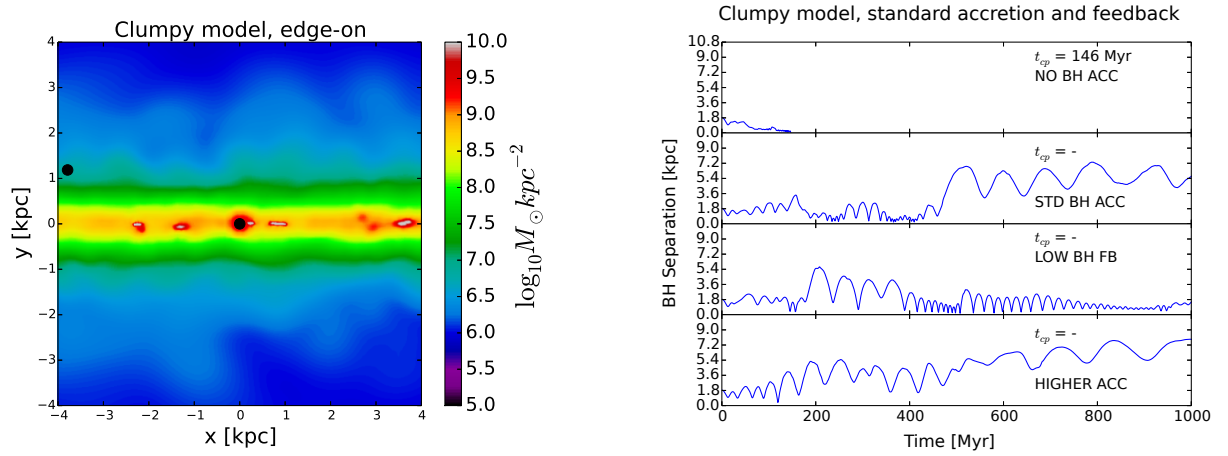 Clumpy model, edge-on
4
3
2
1
0
−1
−2
−3
−4
y [kpc]
−4 −3 −2 −1 0 1 2 3 4
x [kpc]
10.0
9.5
9.0
8.5
8.0
7.5
7.0
6.5
6.0
5.5
5.0
log₁₀M⊙kpc⁻²
Clumpy model, standard accretion and feedback
BH Separation [kpc]
10.8
9.0
7.2
5.4
3.6
1.8
0.0
t_cp = 146 Myr
NO BH ACC
9.0
7.2
5.4
3.6
1.8
0.0
t_cp = -
STD BH ACC
9.0
7.2
5.4
3.6
1.8
0.0
t_cp = -
LOW BH FB
9.0
7.2
5.4
3.6
1.8
0.0
t_cp = -
HIGHER ACC
0 200 400 600 800 1000
Time [Myr]